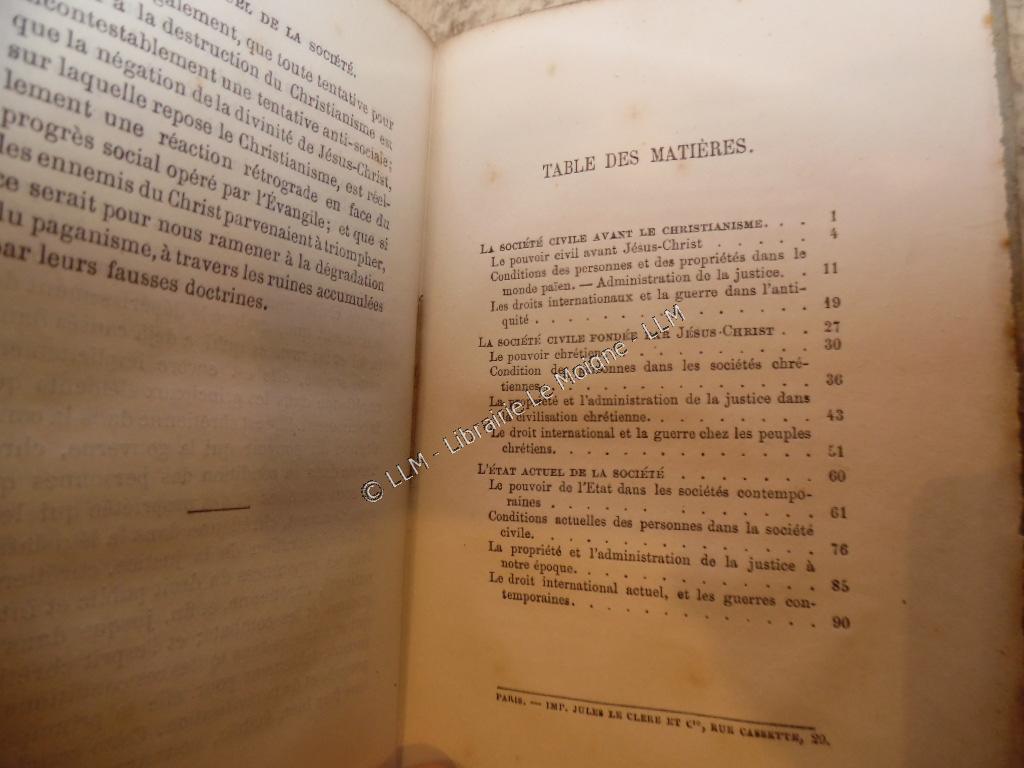 DE LA SOCIÉTÉ.
également, que toute tentative pour
à la destruction du Christianisme est
incontestablement une tentative anti-sociale;
que la négation de la divinité de Jésus-Christ,
sur laquelle repose le Christianisme, est réel-
lement une réaction rétrograde en face du
progrès social opéré par l'Évangile; et que si
les ennemis du Christ parvenaient à triompher,
ce serait pour nous ramener à la dégradation
du paganisme, à travers les ruines accumulées
par leurs fausses doctrines.
TABLE DES MATIÈRES.
LA SOCIÉTÉ CIVILE AVANT LE CHRISTIANISME. . . 1
Le pouvoir civil avant Jésus-Christ . . . . . 4
Conditions des personnes et des propriétés dans le
monde païen. — Administration de la justice. . 11
Les droits internationaux et la guerre dans l'anti-
quité . . . . . . . . . . . . 19
LA SOCIÉTÉ CIVILE FONDÉE PAR JÉSUS-CHRIST . . 27
Le pouvoir chrétien. . . . . . . . . . 30
Condition des personnes dans les sociétés chré-
tiennes. . . . . . . . . . . . 36
La propriété et l'administration de la justice dans
la civilisation chrétienne. . . . . . . . 43
Le droit international et la guerre chez les peuples
chrétiens. . . . . . . . . . . . 51
L'ÉTAT ACTUEL DE LA SOCIÉTÉ . . . . . . 60
Le pouvoir de l'Etat dans les sociétés contempo-
raines . . . . . . . . . . . . 61
Conditions actuelles des personnes dans la société
civile. . . . . . . . . . . . . 76
La propriété et l'administration de la justice à
notre époque. . . . . . . . . . . 85
Le droit international actuel, et les guerres con-
temporaines. . . . . . . . . . . 90
PARIS. — IMP. JULES LE CLERE ET Cie, RUE CASSETTE, 29.
© LLM - Librairie Le Moigne - LLM